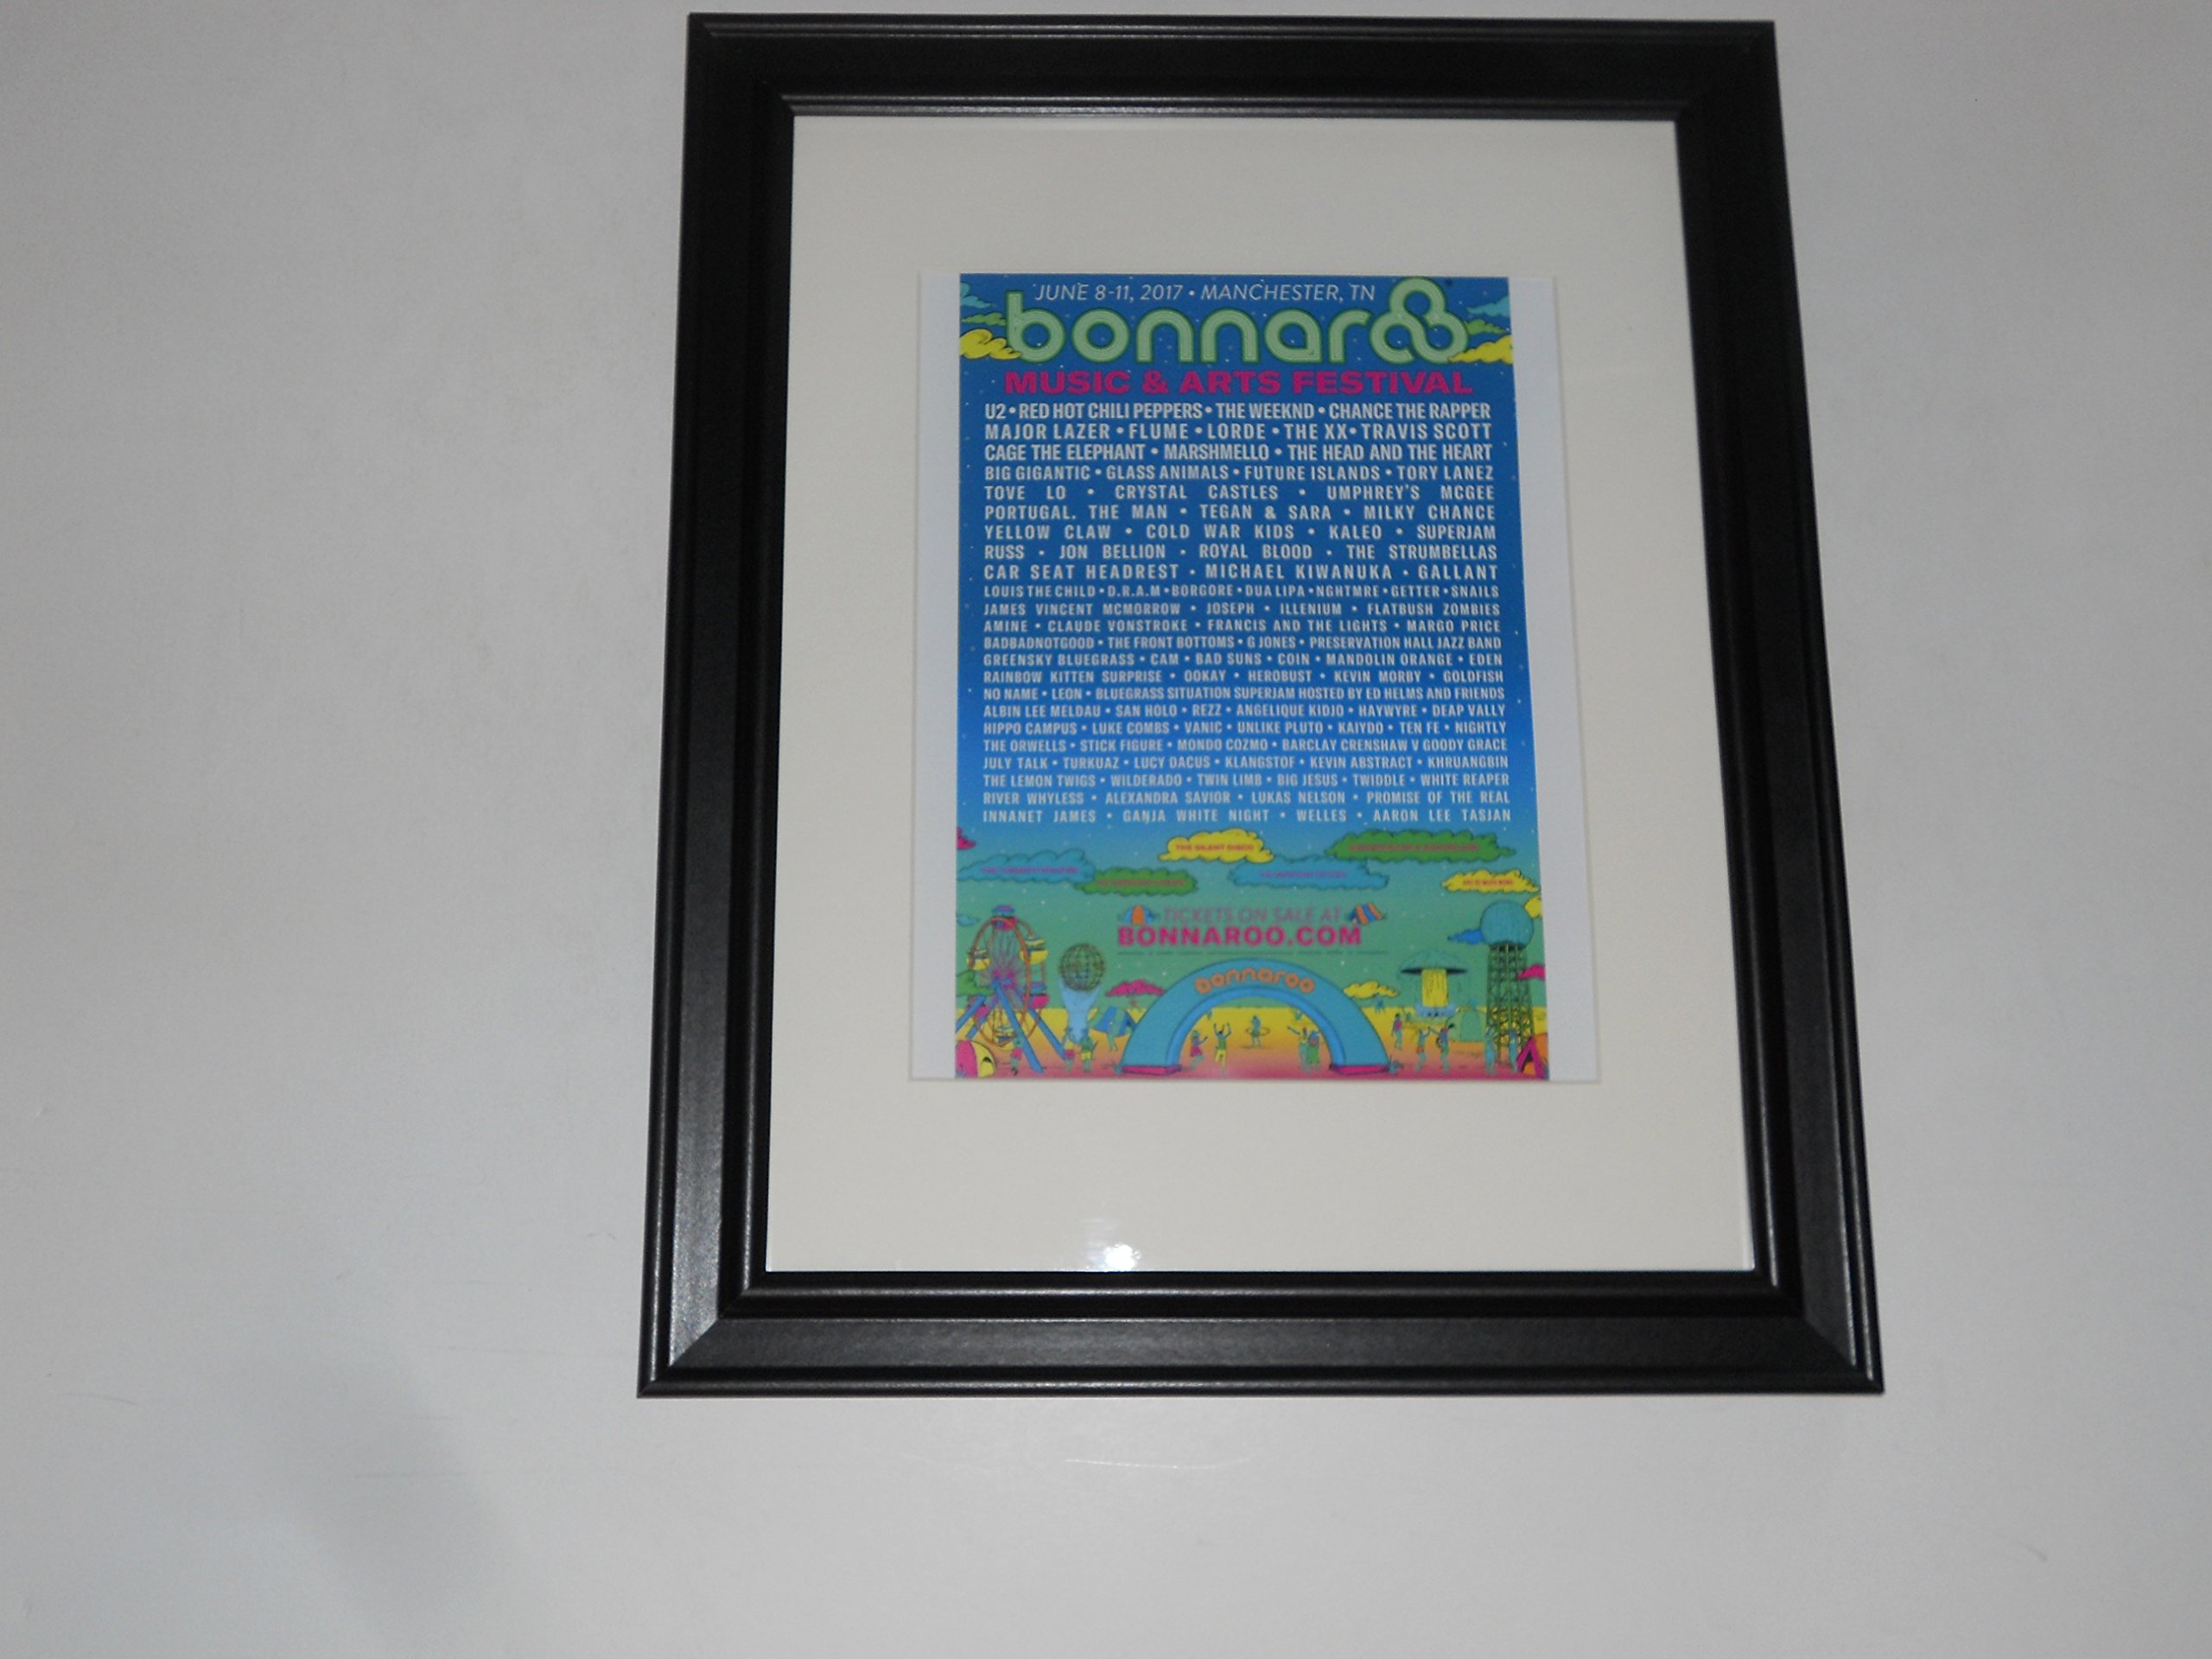 JUNE 8-11, 2017 • MANCHESTER, TN
bonnaroo
MUSIC & ARTS FESTIVAL
U2 • RED HOT CHILI PEPPERS • THE WEEKND • CHANCE THE RAPPER
MAJOR LAZER • FLUME • LORDE • THE XX • TRAVIS SCOTT
CAGE THE ELEPHANT • MARSHMELLO • THE HEAD AND THE HEART
BIG GIGANTIC • GLASS ANIMALS • FUTURE ISLANDS • TORY LANEZ
TOVE LO • CRYSTAL CASTLES • UMPHREY'S MCGEE
PORTUGAL. THE MAN • TEGAN & SARA • MILKY CHANCE
YELLOW CLAW • COLD WAR KIDS • KALEO • SUPERJAM
RUSS • JON BELLION • ROYAL BLOOD • THE STRUMBELLAS
CAR SEAT HEADREST • MICHAEL KIWANUKA • GALLANT
LOUIS THE CHILD • D.R.A.M • BORGORE • DUA LIPA • NGHTMRE • GETTER • SNAILS
JAMES VINCENT MCMORROW • JOSEPH • ILLENIUM • FLATBUSH ZOMBIES
AMINE • CLAUDE VONSTROKE • FRANCIS AND THE LIGHTS • MARGO PRICE
BADBADNOTGOOD • THE FRONT BOTTOMS • G JONES • PRESERVATION HALL JAZZ BAND
GREENSKY BLUEGRASS • CAM • BAD SUNS • COIN • MANDOLIN ORANGE • EDEN
RAINBOW KITTEN SURPRISE • OOKAY • HEROBUST • KEVIN MORBY • GOLDFISH
NO NAME • LEON • BLUEGRASS SITUATION SUPERJAM HOSTED BY ED HELMS AND FRIENDS
ALBIN LEE MELDAU • SAN HOLO • REZZ • ANGELIQUE KIDJO • HAYWYRE • DEAP VALLY
HIPPO CAMPUS • LUKE COMBS • VANIC • UNLIKE PLUTO • KAIYDO • TEN FE • NIGHTLY
THE ORWELLS • STICK FIGURE • MONDO COZMO • BARCLAY CRENSHAW V GOODY GRACE
JULY TALK • TURKUAZ • LUCY DACUS • KLANGSTOF • KEVIN ABSTRACT • KHRUANGBIN
THE LEMON TWIGS • WILDERADO • TWIN LIMB • BIG JESUS • TWIDDLE • WHITE REAPER
RIVER WHYLESS • ALEXANDRA SAVIOR • LUKAS NELSON • PROMISE OF THE REAL
INNANET JAMES • GANJA WHITE NIGHT • WELLES • AARON LEE TASJAN
THE SILENT DISCO
TICKETS ON SALE AT
BONNAROO.COM
bonnaroo